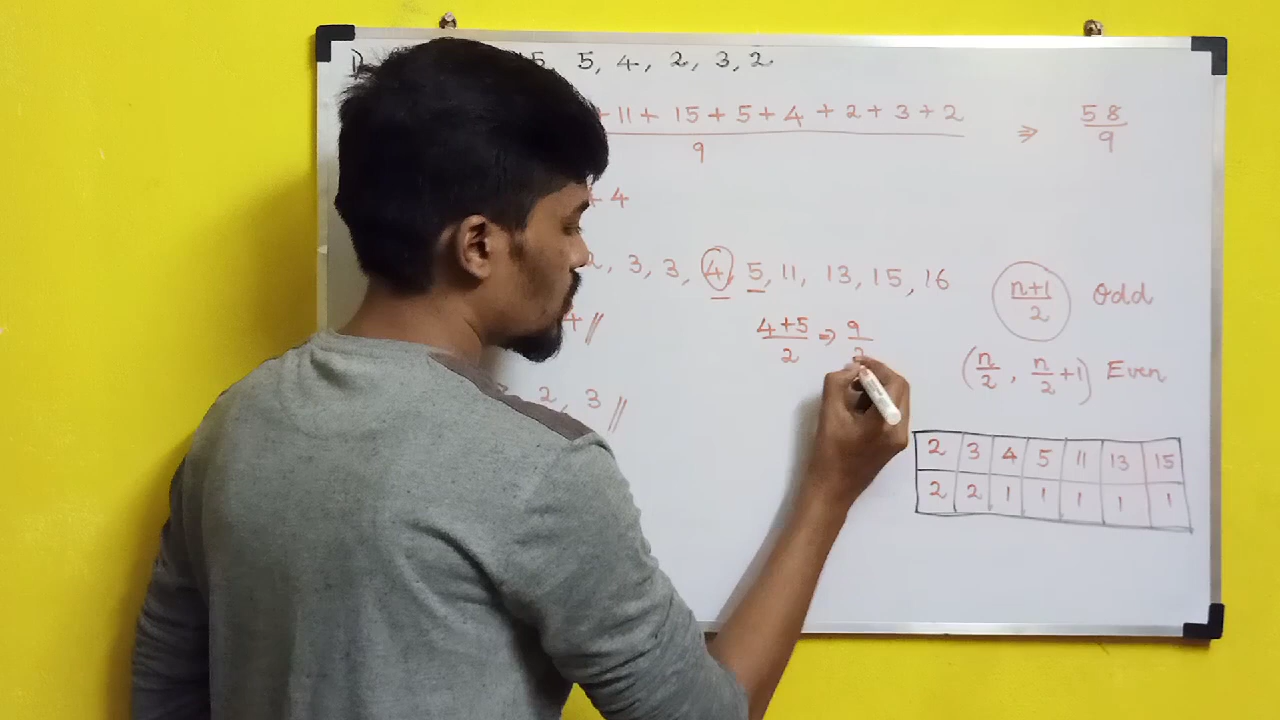 5, 5, 4, 2, 3, 2
+ 11 + 15 + 5 + 4 + 2 + 3 + 2
9
⇒ 58/9
+ 4
2, 3, 3, 4, 5, 11, 13, 15, 16
(n+1)/2 Odd
4 //
(4+5)/2 ⇒ 9/2
(n/2, n/2+1) Even
2, 3 //
2 3 4 5 11 13 15
2 2 1 1 1 1 1